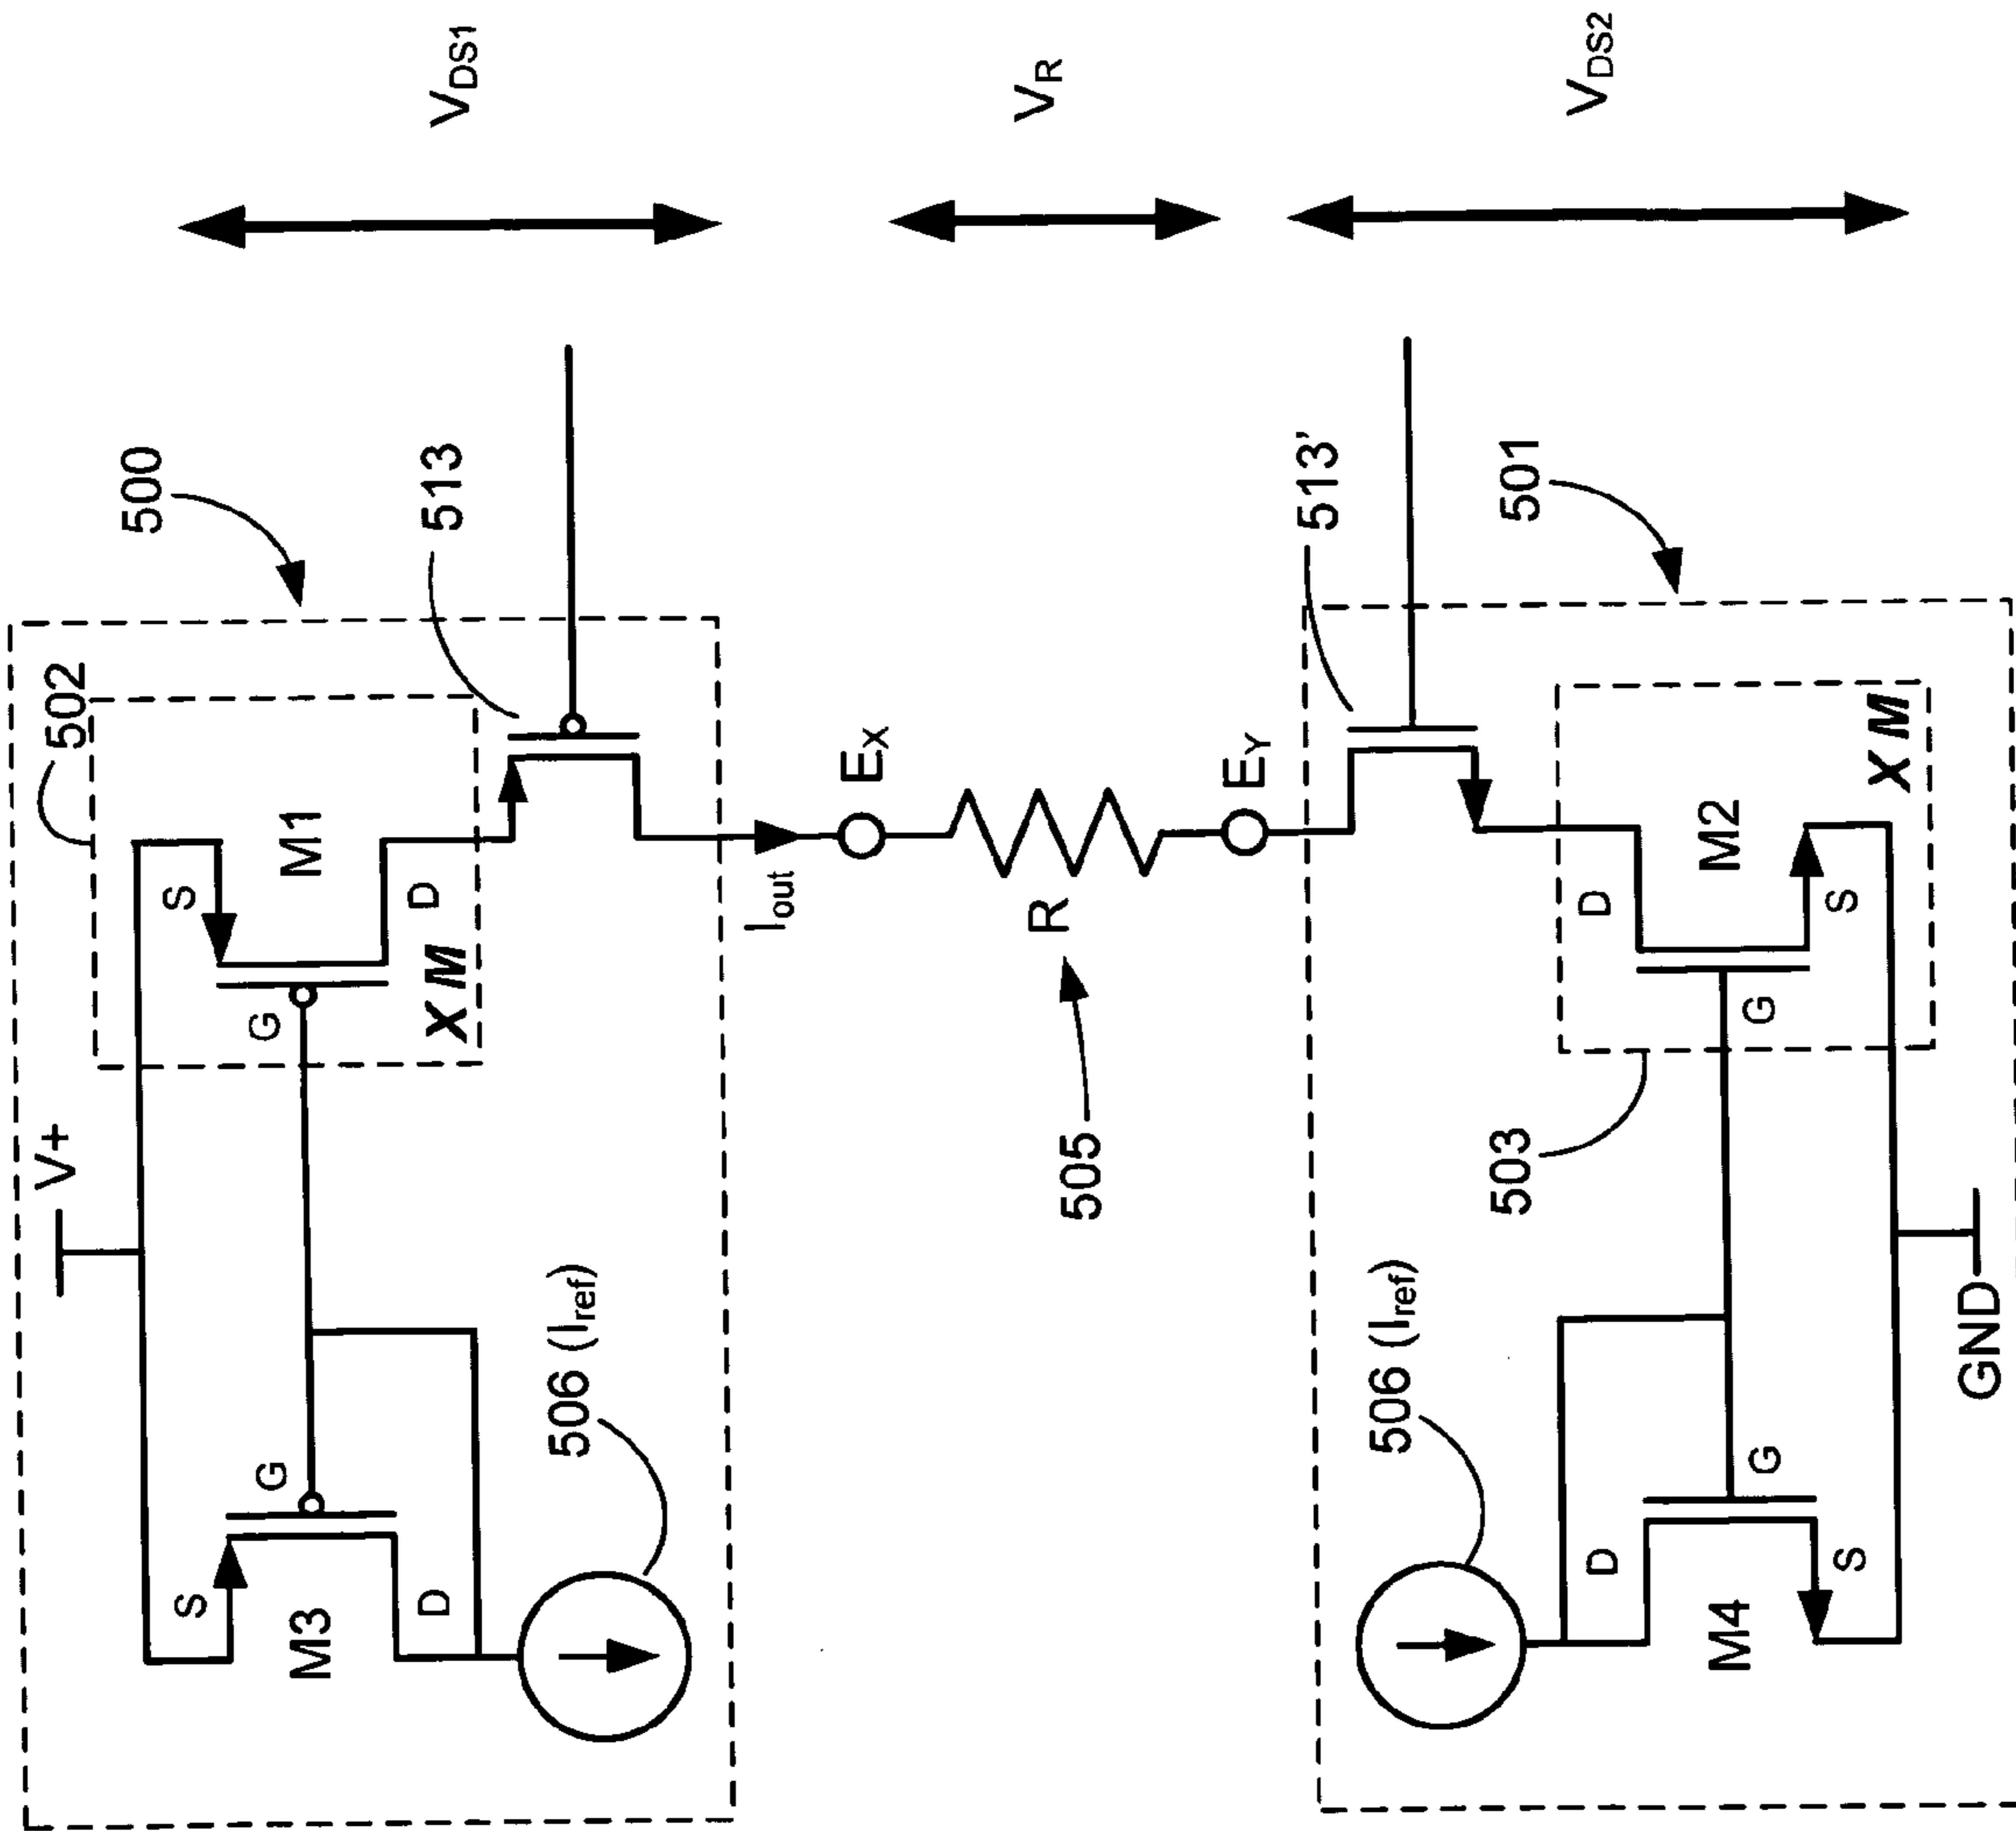 V+
502
500
S
M1
G
D
X M
513
M3
S
G
D
506 (Iref)
VDS1
Iout
EX
R
505
EY
VR
506 (Iref)
503
513'
501
D
G
M2
S
X M
M4
D
G
S
GND
VDS2